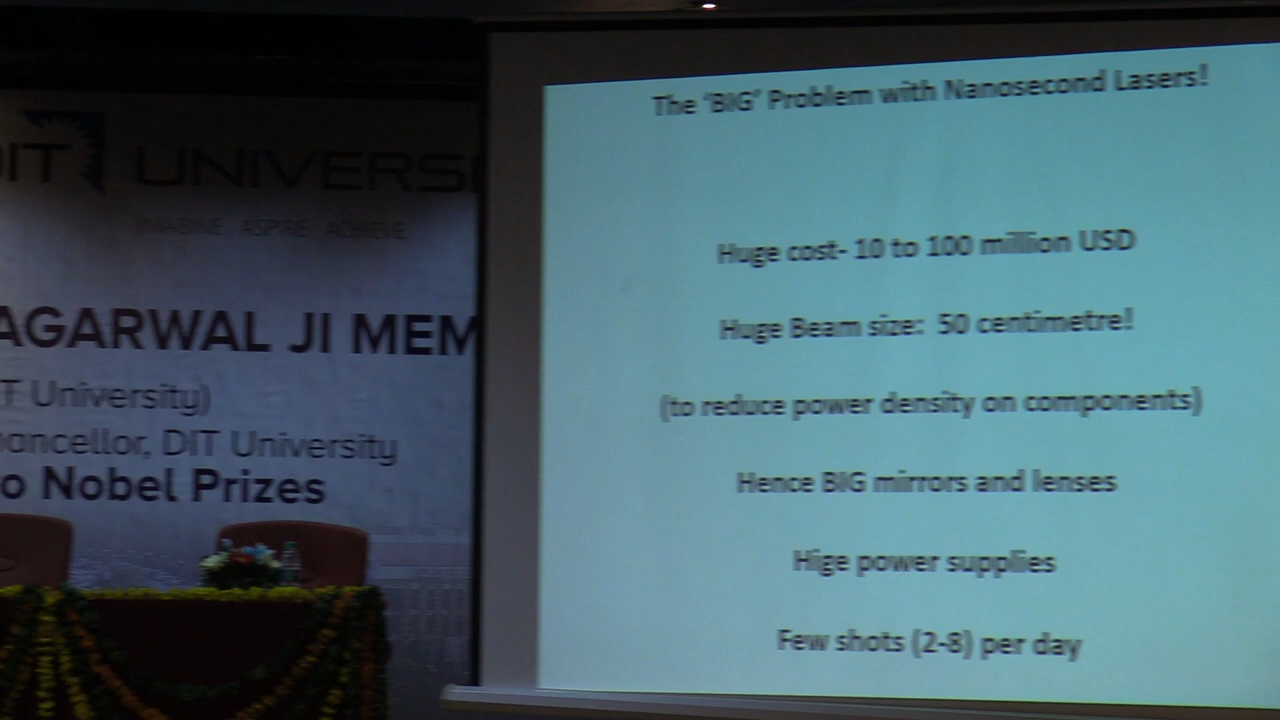 DIT UNIVERSI
IMAGINE ASPIRE ACHIEVE
AGARWAL JI MEM
T University)
hancellor, DIT University
o Nobel Prizes
The 'BIG' Problem with Nanosecond Lasers!
Huge cost- 10 to 100 million USD
Huge Beam size: 50 centimetre!
(to reduce power density on components)
Hence BIG mirrors and lenses
Hige power supplies
Few shots (2-8) per day